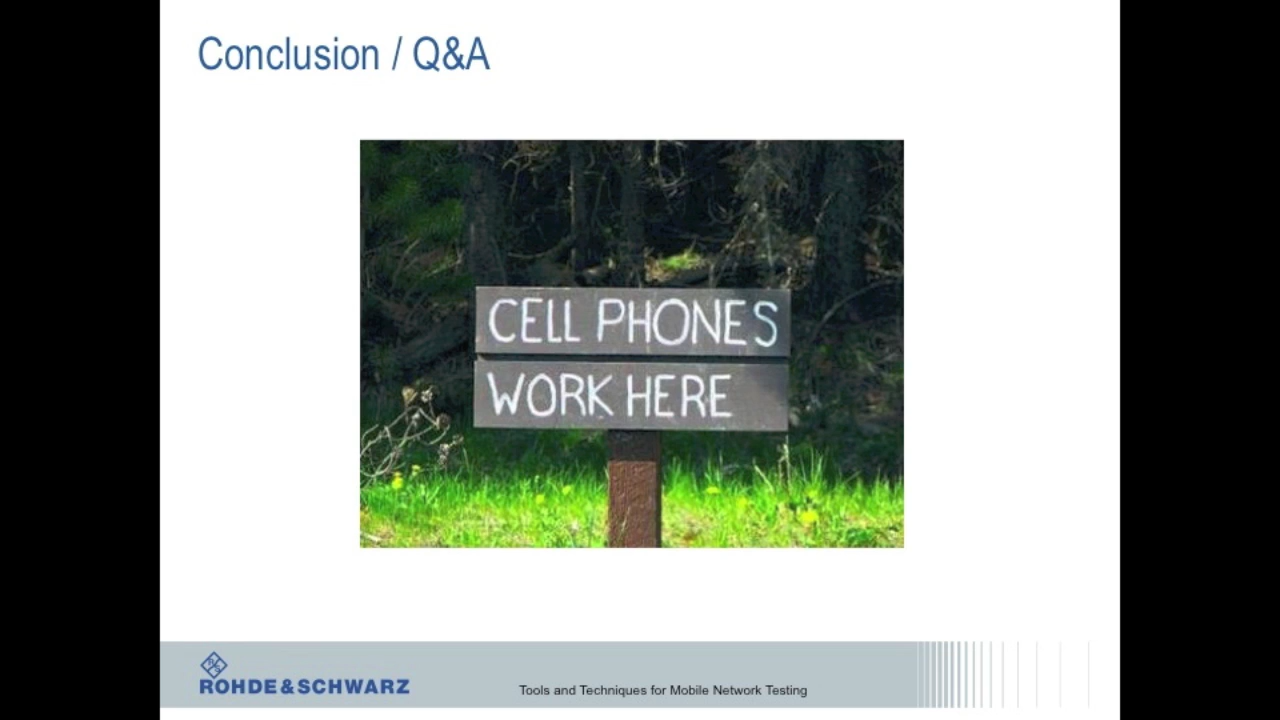 Conclusion / Q&A
CELL PHONES
WORK HERE
ROHDE&SCHWARZ
Tools and Techniques for Mobile Network Testing